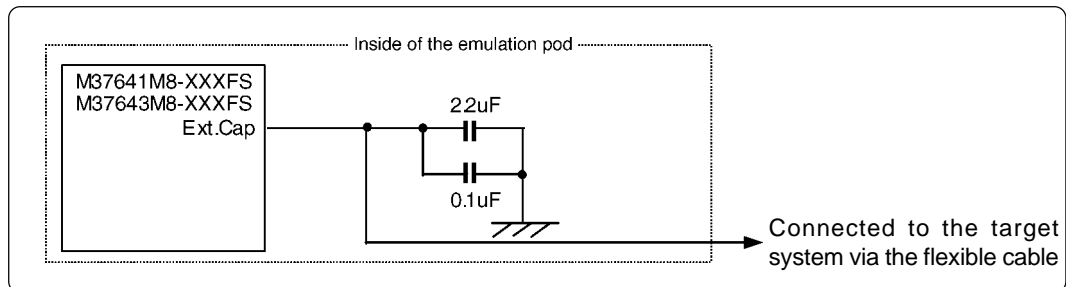 Inside of the emulation pod
M37641M8-XXXFS
M37643M8-XXXFS
Ext.Cap
2.2uF
0.1uF
Connected to the target
system via the flexible cable